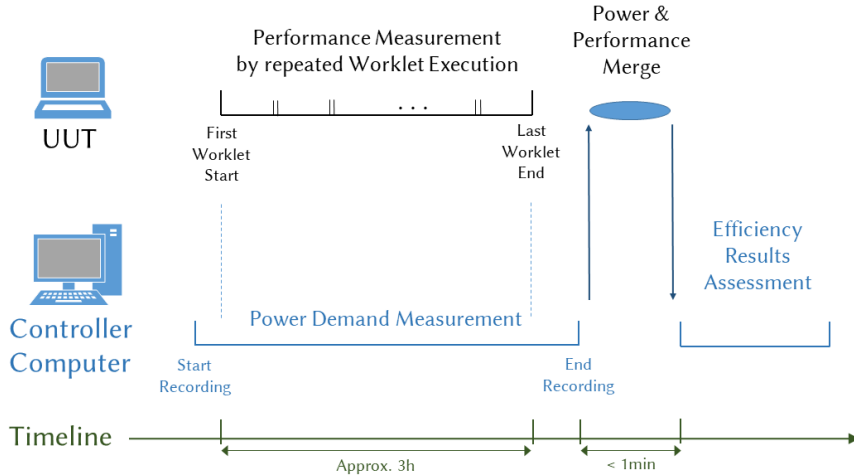 Performance Measurement
by repeated Worklet Execution
Power &
Performance
Merge
UUT
. . .
First
Worklet
Start
Last
Worklet
End
Efficiency
Results
Assessment
Controller
Computer
Power Demand Measurement
Start
Recording
End
Recording
Timeline
Approx. 3h
< 1min